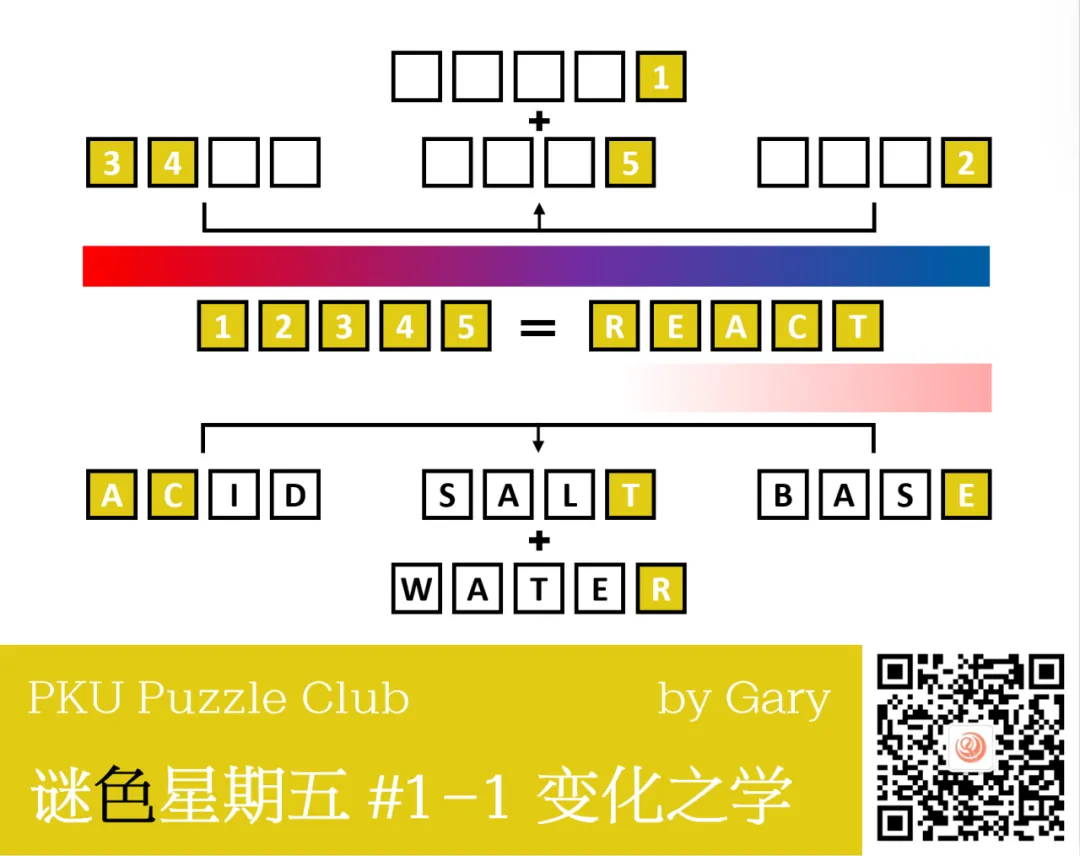 1
+
3 4 5 2
1 2 3 4 5 = R E A C T
A C I D S A L T B A S E
+
W A T E R
PKU Puzzle Club by Gary
谜色星期五 #1-1 变化之学